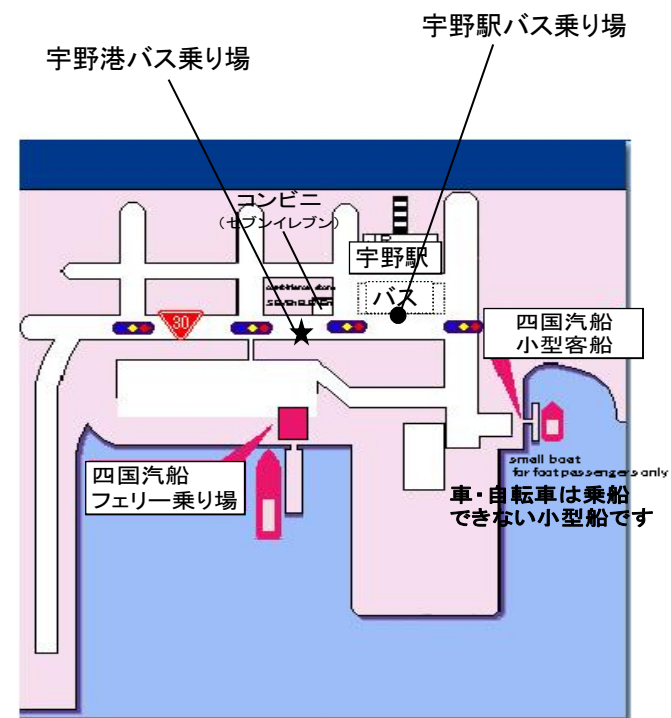 宇野駅バス乗り場
宇野港バス乗り場
コンビニ
(セブンイレブン)
宇野駅
バス
30
四国汽船
小型客船
small boat
for foot passengers only
車・自転車は乗船
できない小型船です
四国汽船
フェリー乗り場